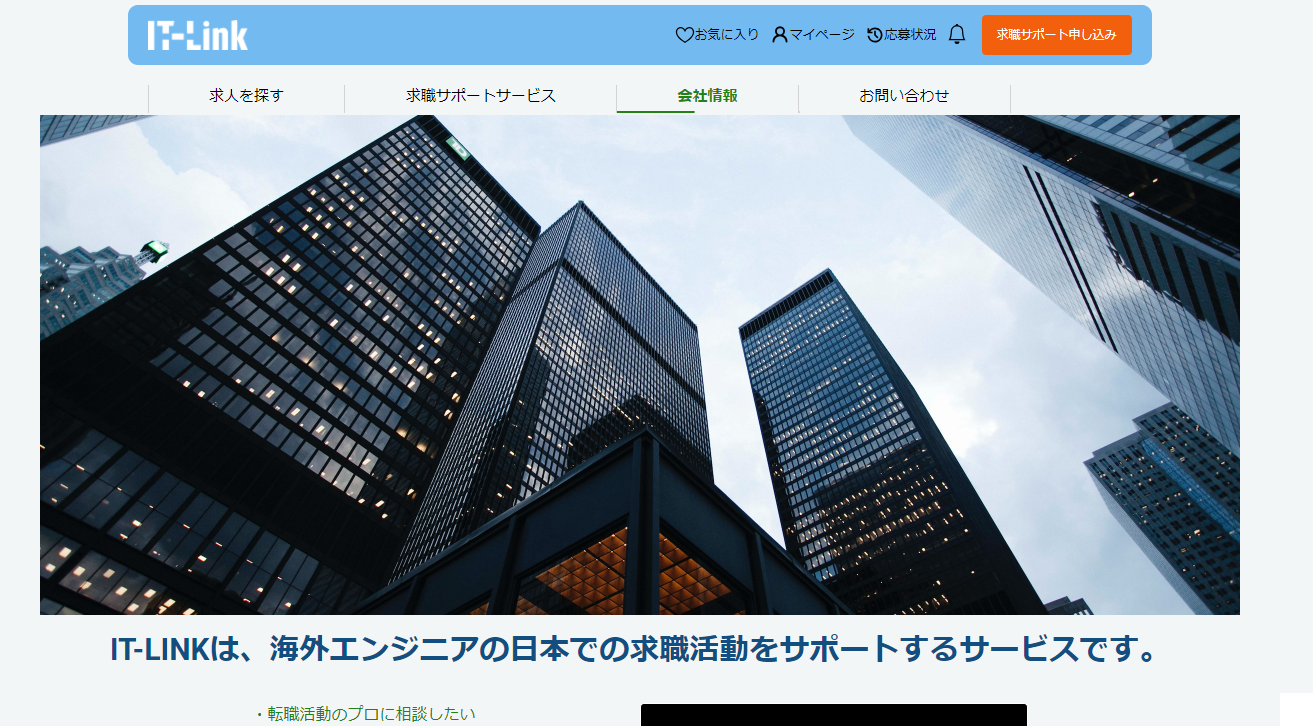 IT-Link
お気に入り マイページ 応募状況 求職サポート申し込み
求人を探す 求職サポートサービス 会社情報 お問い合わせ
IT-LINKは、海外エンジニアの日本での求職活動をサポートするサービスです。
・転職活動のプロに相談したい